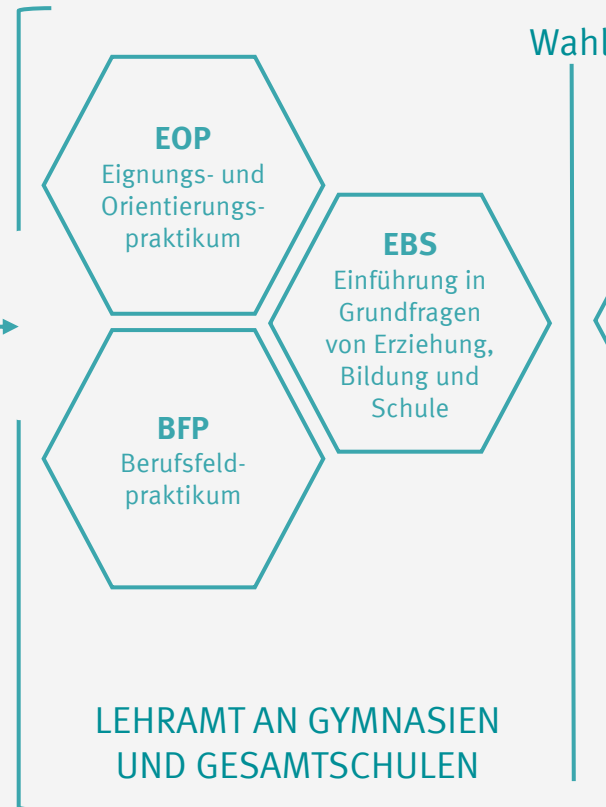 Wahl
EOP
Eignungs- und
Orientierungs-
praktikum
EBS
Einführung in
Grundfragen
von Erziehung,
Bildung und
Schule
BFP
Berufsfeld-
praktikum
LEHRAMT AN GYMNASIEN
UND GESAMTSCHULEN